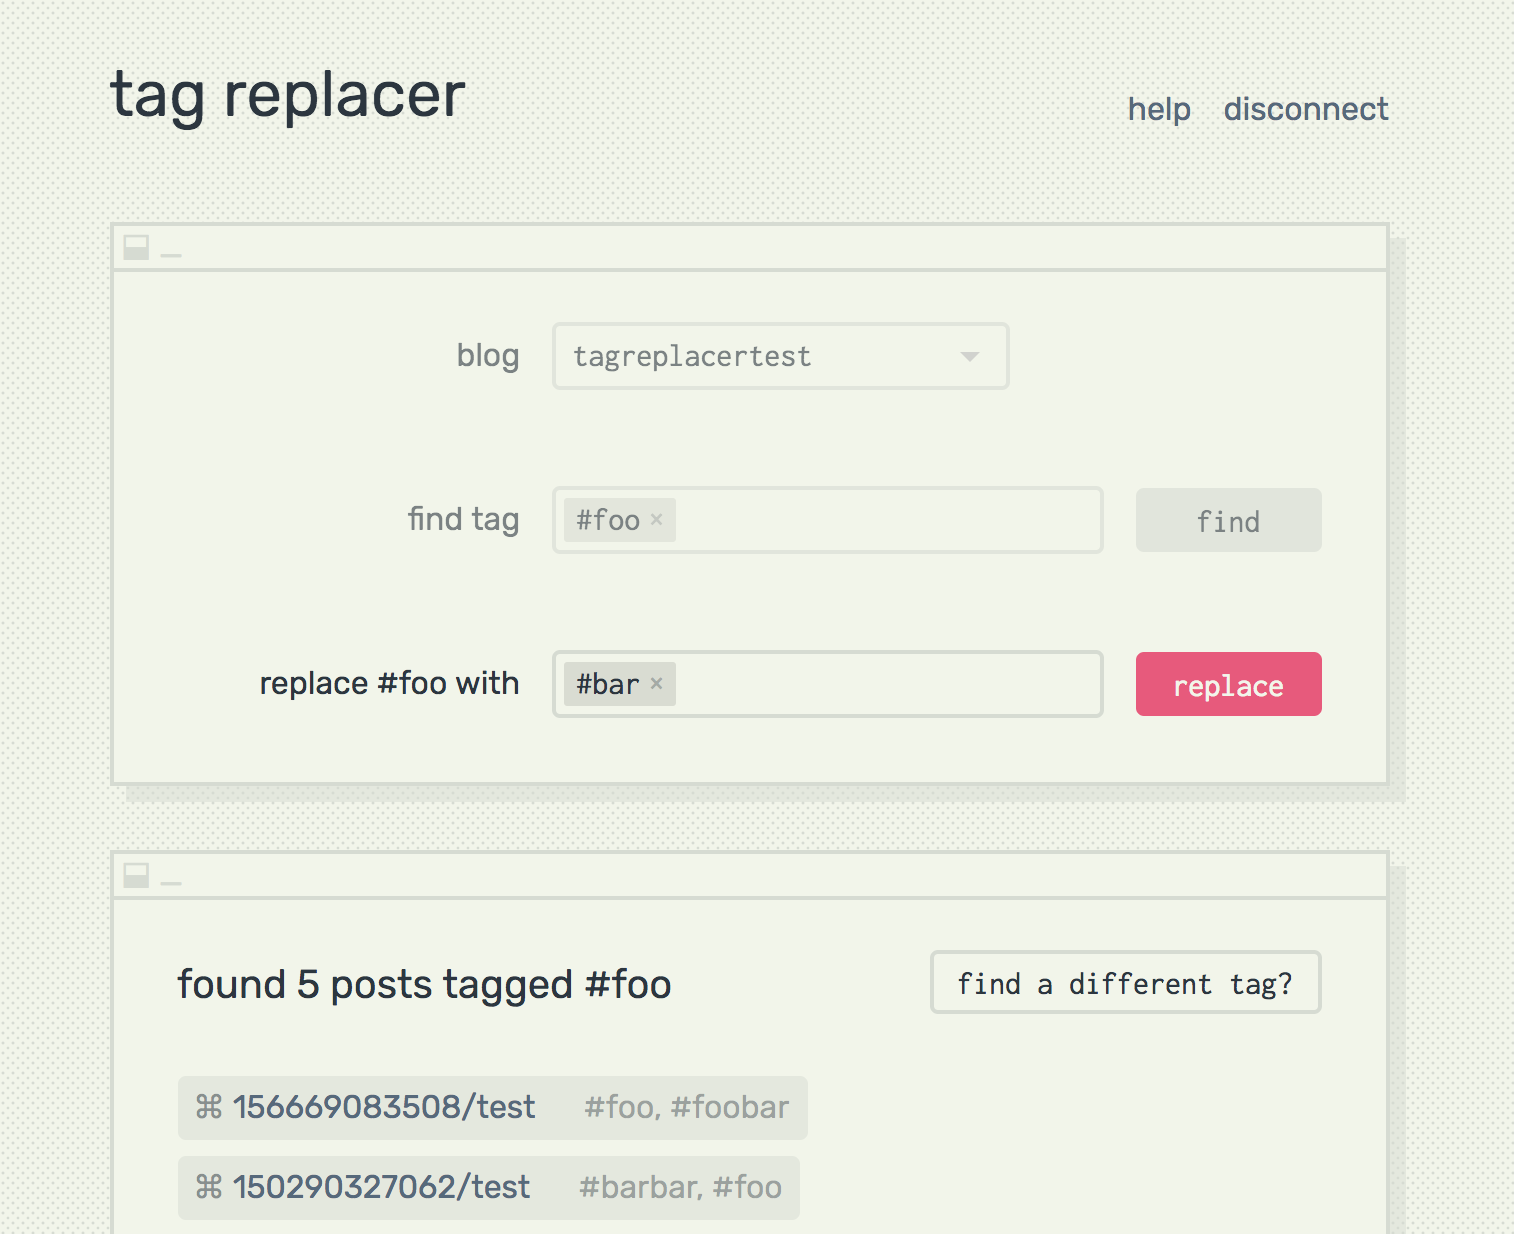 tag replacer
help disconnect
blog tagreplacertest
find tag #foo × find
replace #foo with #bar × replace
found 5 posts tagged #foo
find a different tag?
⌘ 156669083508/test #foo, #foobar
⌘ 150290327062/test #barbar, #foo